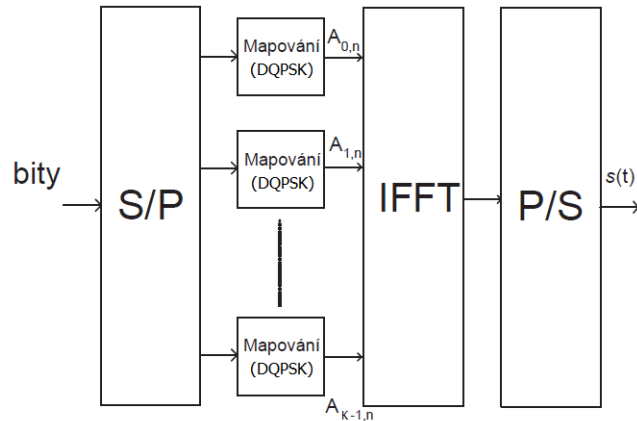 bity
S/P
Mapování
(DQPSK)
A0,n
Mapování
(DQPSK)
A1,n
Mapování
(DQPSK)
AK-1,n
IFFT
P/S
s(t)